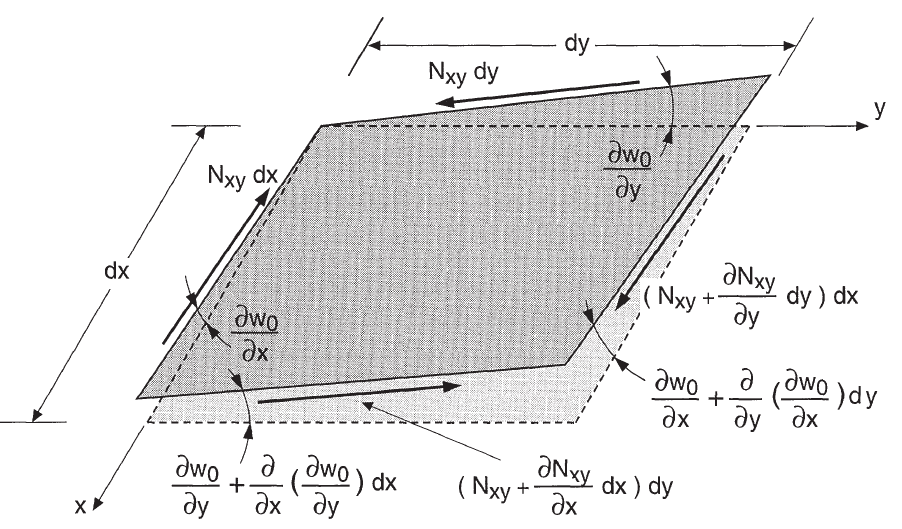 dy
N_xy dy
y
∂w₀/∂y
N_xy dx
dx
∂w₀/∂x
( N_xy + ∂N_xy/∂y dy ) dx
∂w₀/∂x + ∂/∂y (∂w₀/∂x) dy
∂w₀/∂y + ∂/∂x (∂w₀/∂y) dx
( N_xy + ∂N_xy/∂x dx ) dy
x